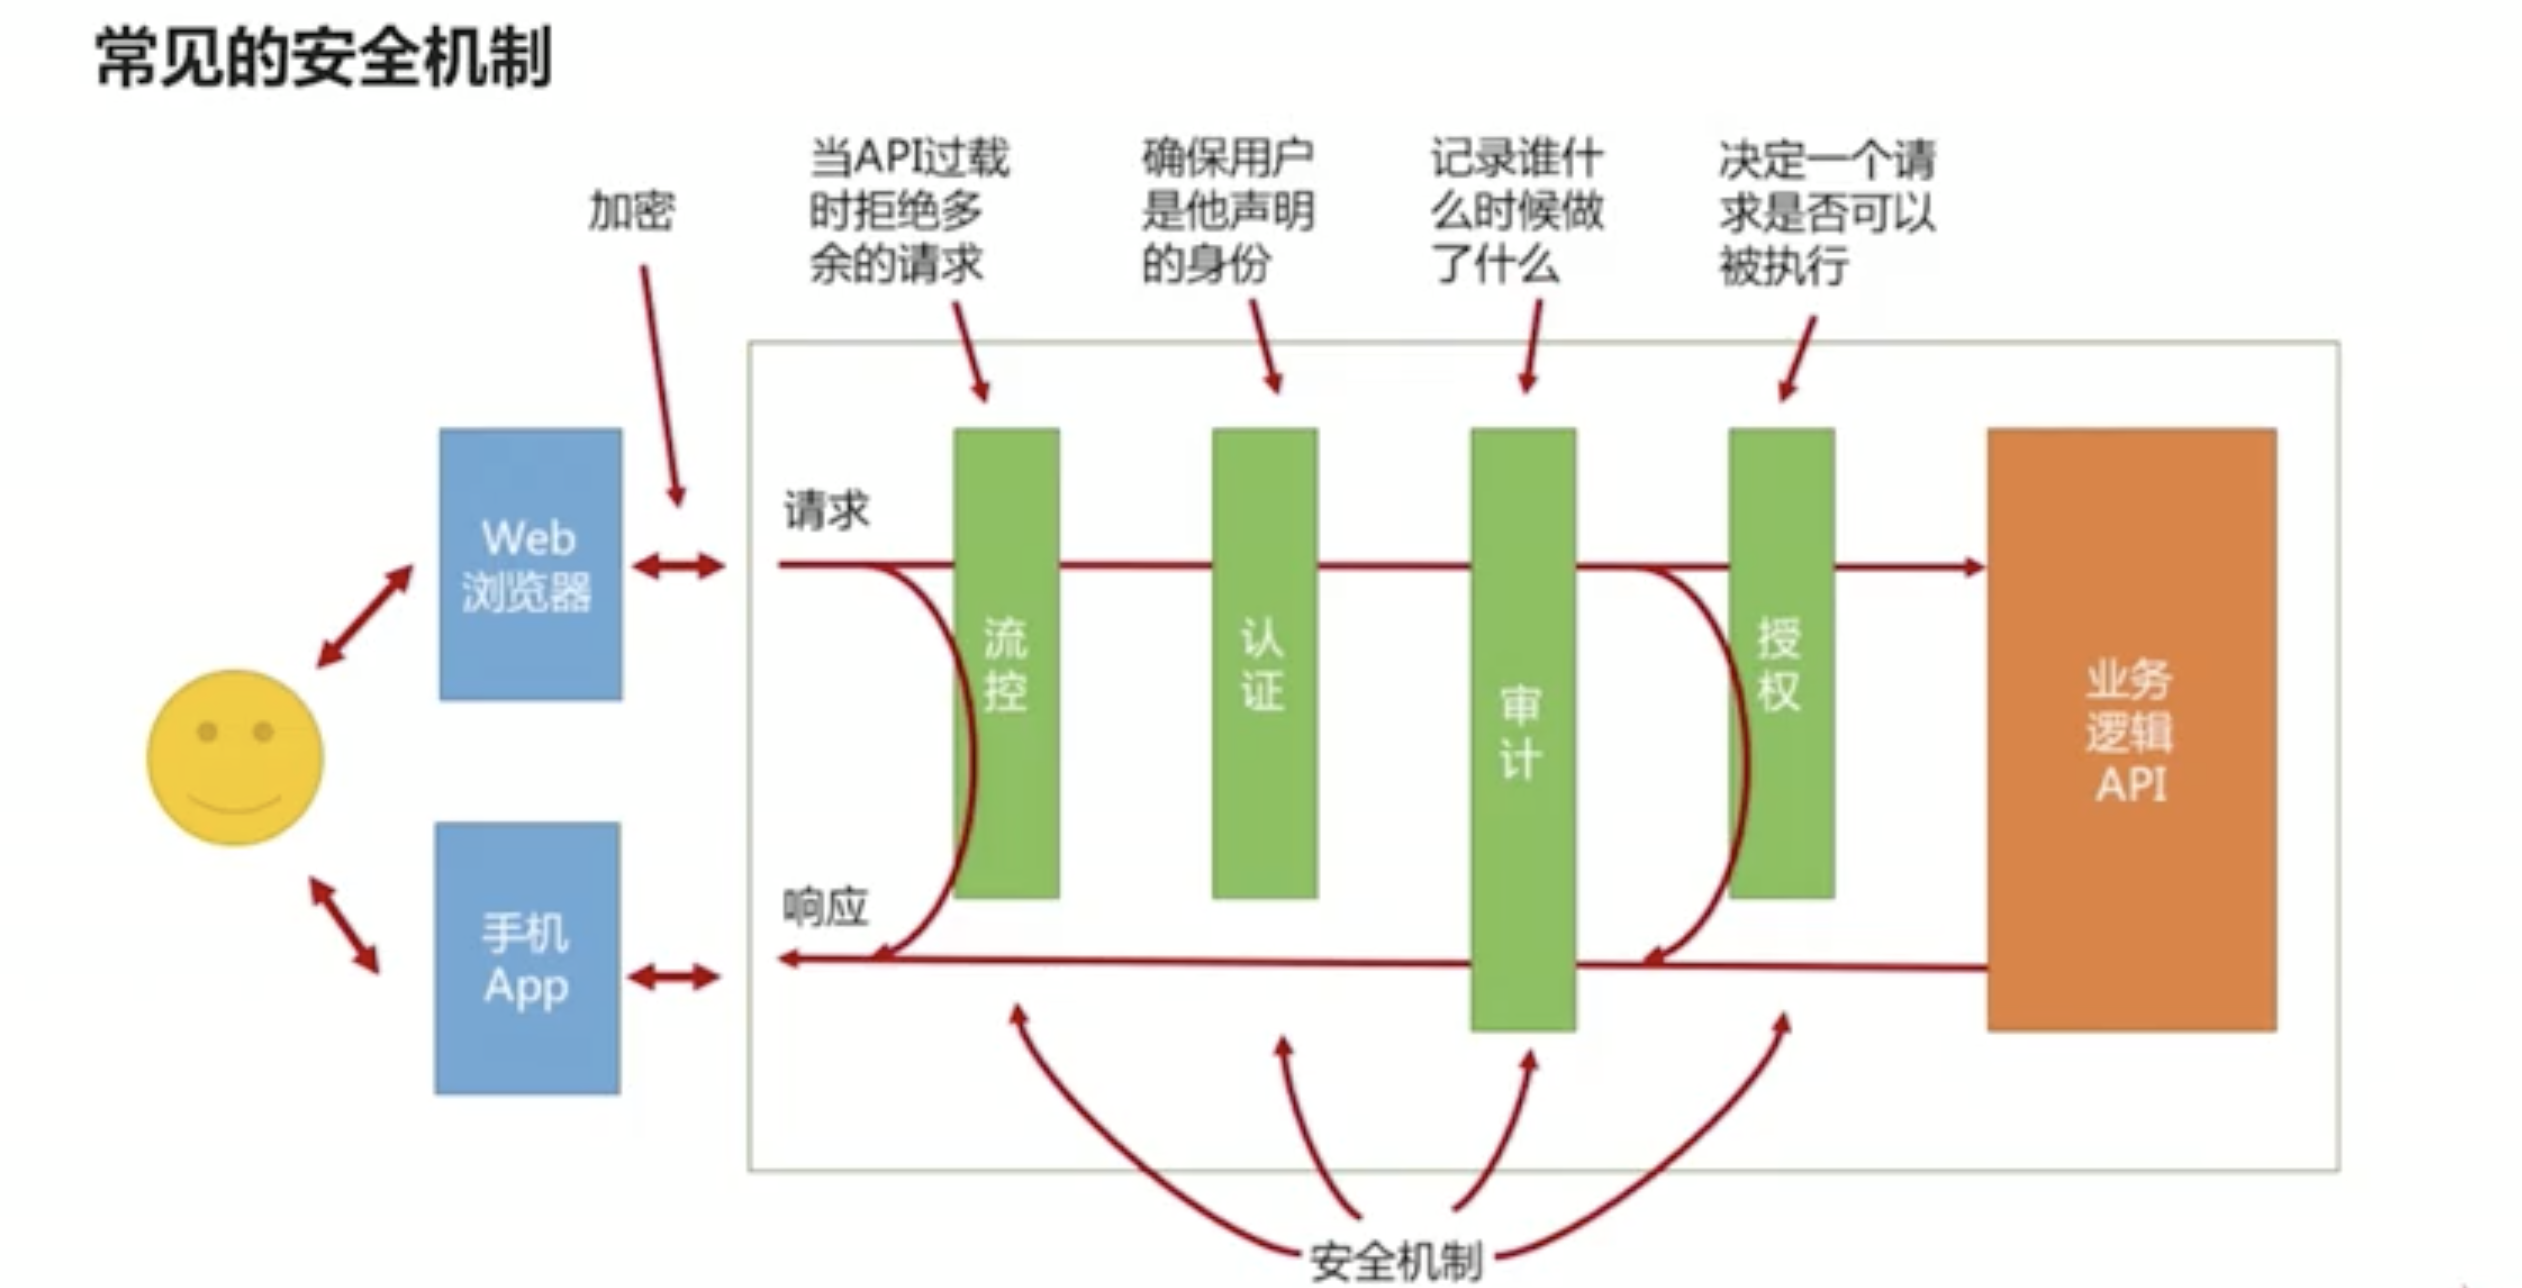 常见的安全机制
加密
当API过载
时拒绝多
余的请求
确保用户
是他声明
的身份
记录谁什
么时候做
了什么
决定一个请
求是否可以
被执行
Web
浏览器
手机
App
请求
响应
流
控
认
证
审
计
授
权
业务
逻辑
API
安全机制